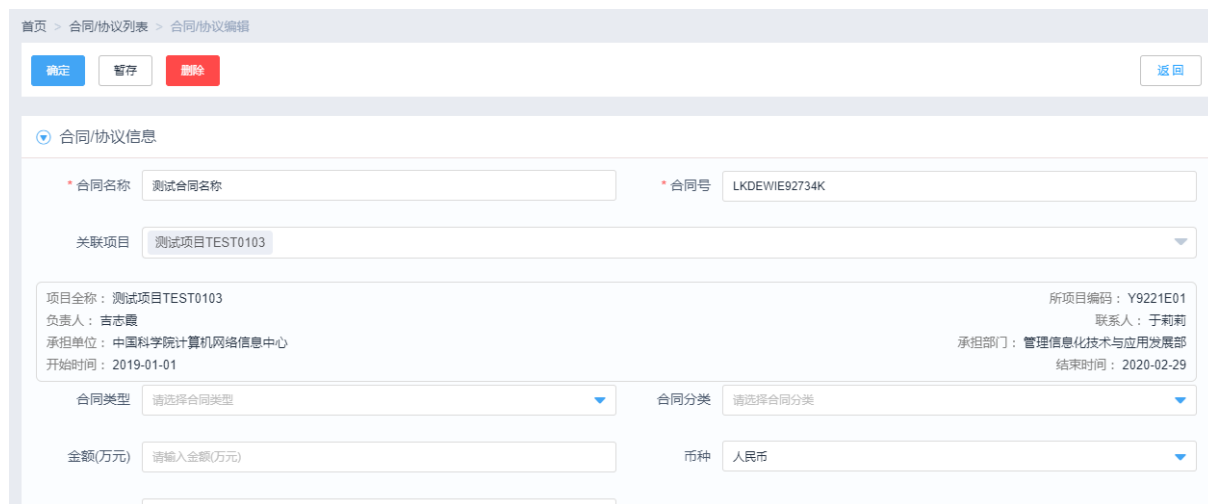 首页 > 合同/协议列表 > 合同/协议编辑
确定 暂存 删除 返回
合同/协议信息
* 合同名称 测试合同名称 * 合同号 LKDEWIE92734K
关联项目 测试项目TEST0103
项目全称： 测试项目TEST0103 所项目编码： Y9221E01
负责人： 吉志霞 联系人： 于莉莉
承担单位： 中国科学院计算机网络信息中心 承担部门： 管理信息化技术与应用发展部
开始时间： 2019-01-01 结束时间： 2020-02-29
合同类型 请选择合同类型 合同分类 请选择合同分类
金额(万元) 请输入金额(万元) 币种 人民币